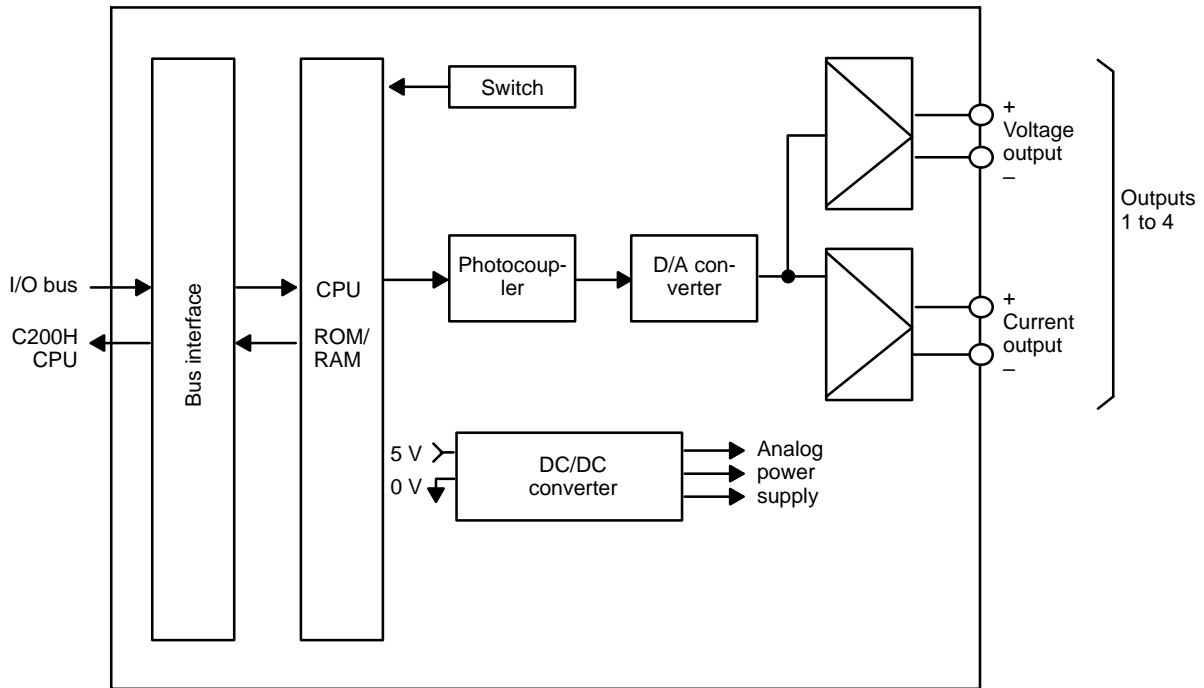 Switch
+
Voltage
output
–
Outputs
1 to 4
Photocoup-
ler
D/A con-
verter
I/O bus
C200H
CPU
Bus interface
CPU
ROM/
RAM
+
Current
output
–
5 V
0 V
DC/DC
converter
Analog
power
supply